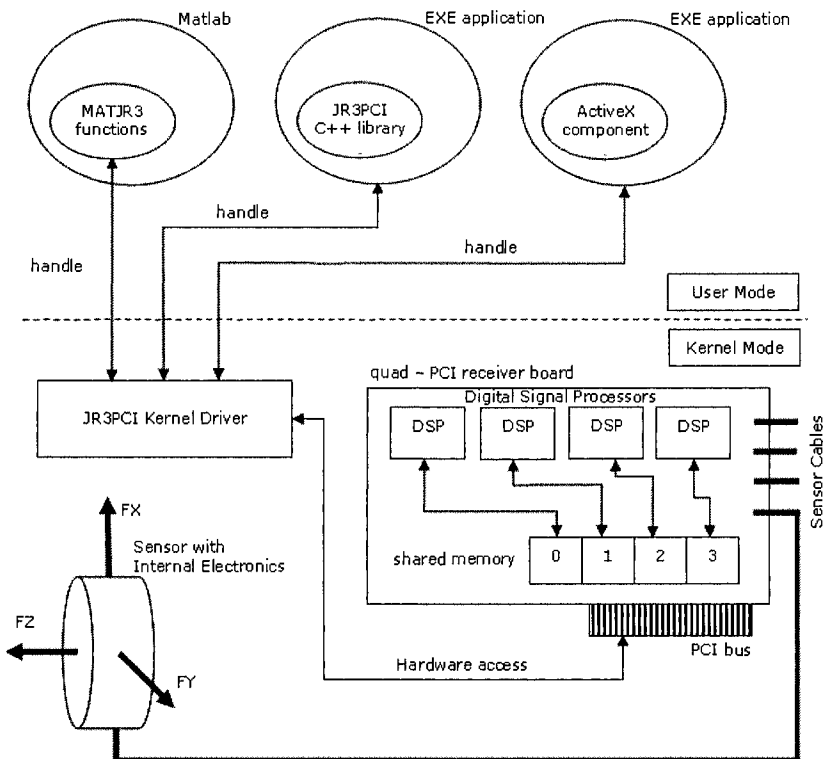 Matlab
EXE application
EXE application
MATJR3
functions
JR3PCI
C++ library
ActiveX
component
handle
handle
handle
User Mode
Kernel Mode
quad - PCI receiver board
Digital Signal Processors
JR3PCI Kernel Driver
DSP
DSP
DSP
DSP
Sensor Cables
FX
Sensor with
Internal Electronics
shared memory
0
1
2
3
FZ
FY
Hardware access
PCI bus